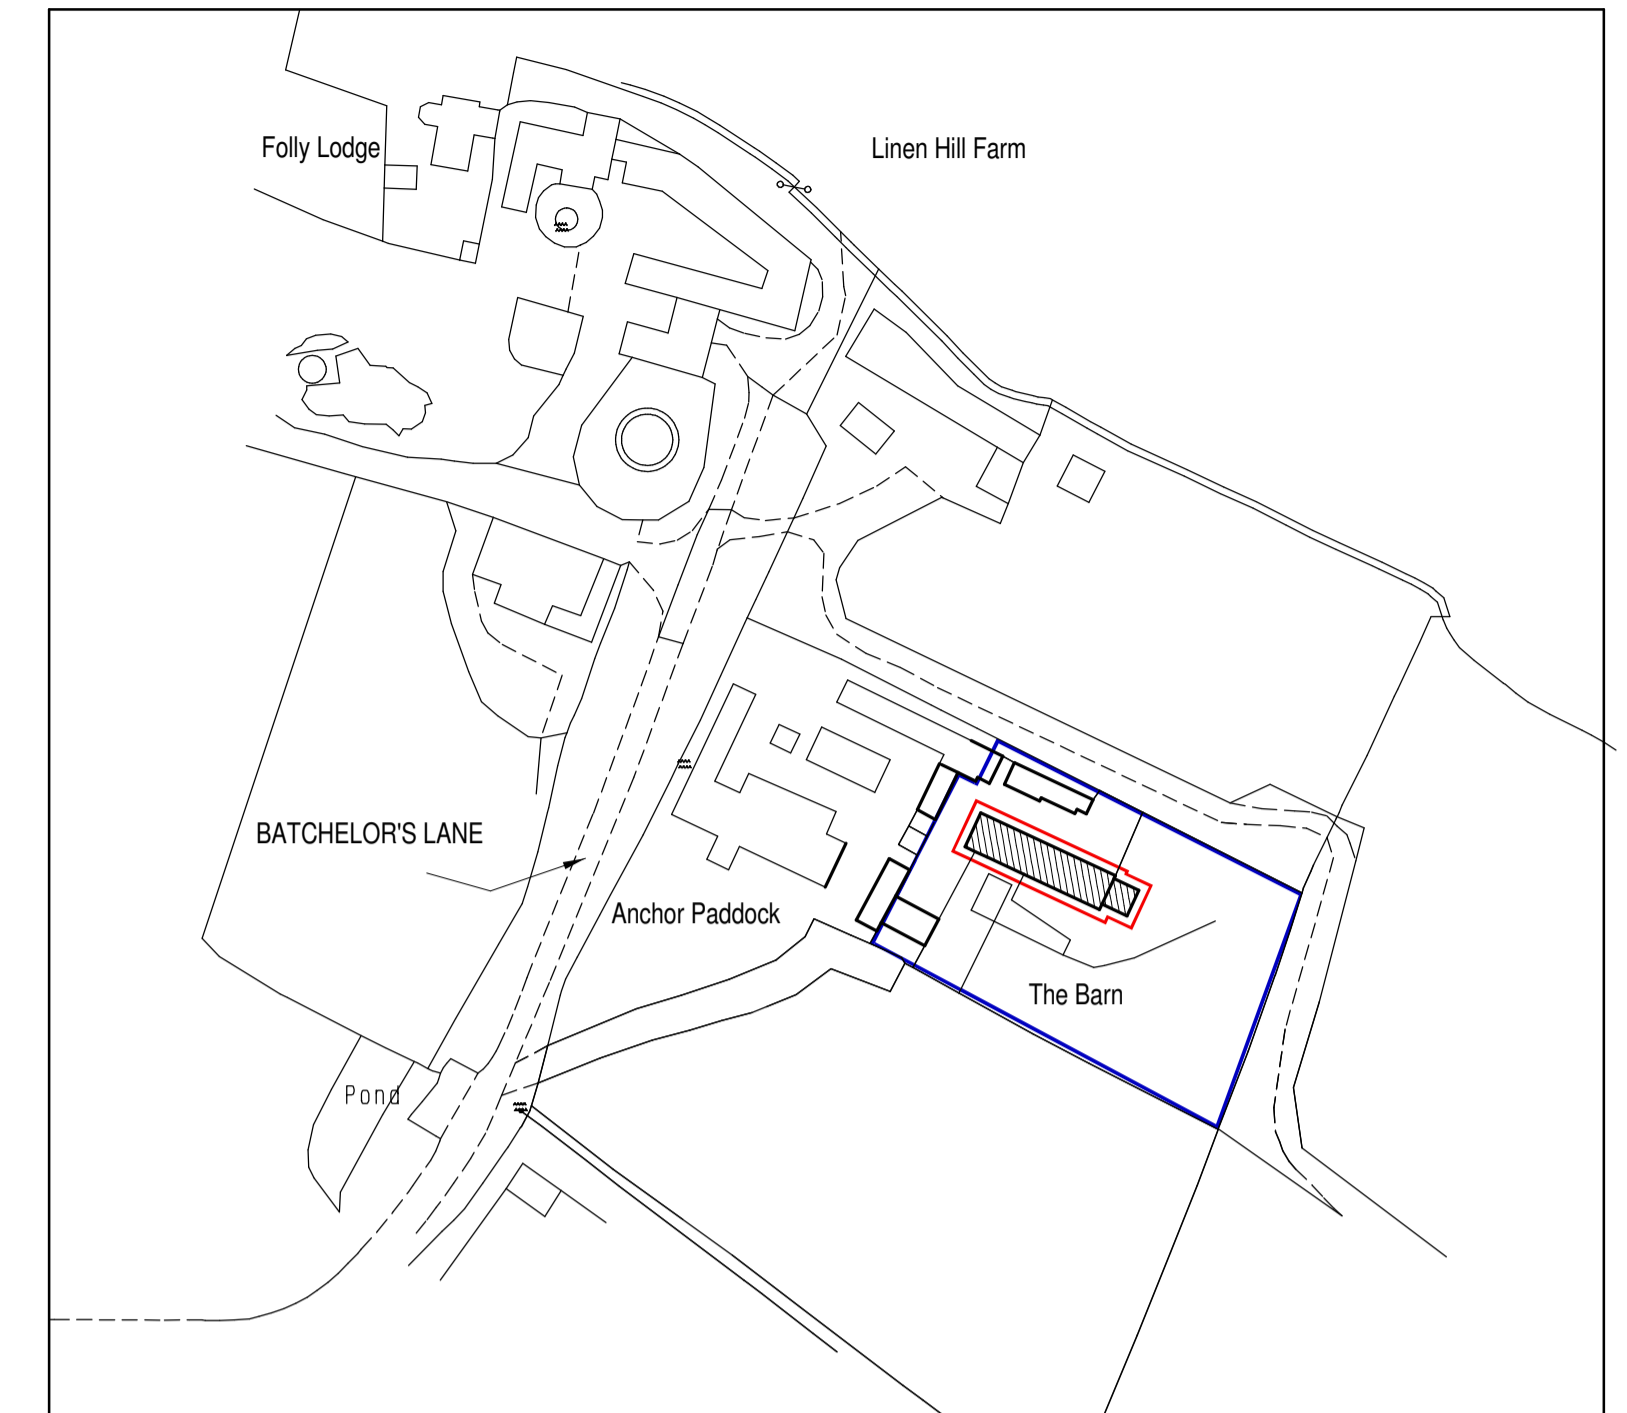 Folly Lodge
Linen Hill Farm
BATCHELOR'S LANE
Anchor Paddock
The Barn
Pond